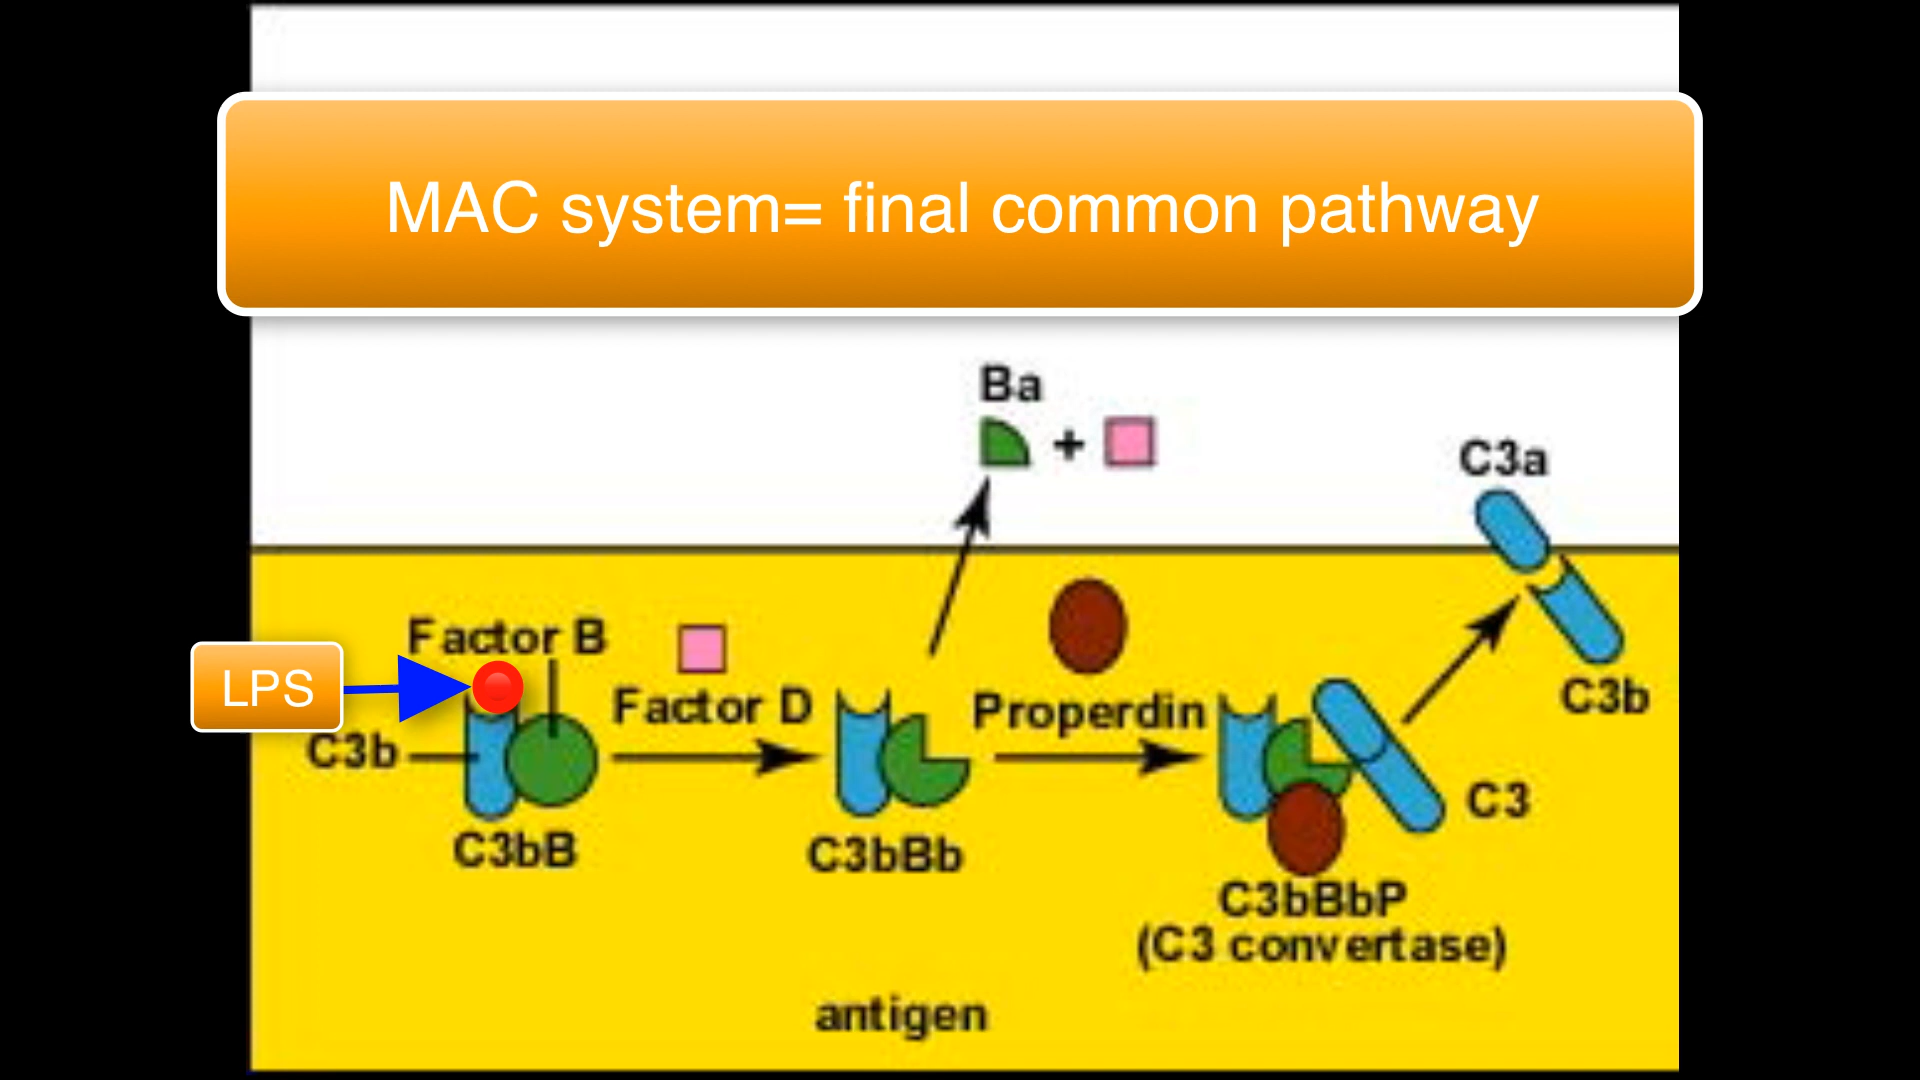 MAC system= final common pathway
Ba
+
C3a
Factor B
LPS
Factor D
Properdin
C3b
C3b
C3
C3bB
C3bBb
C3bBbP
(C3 convertase)
antigen